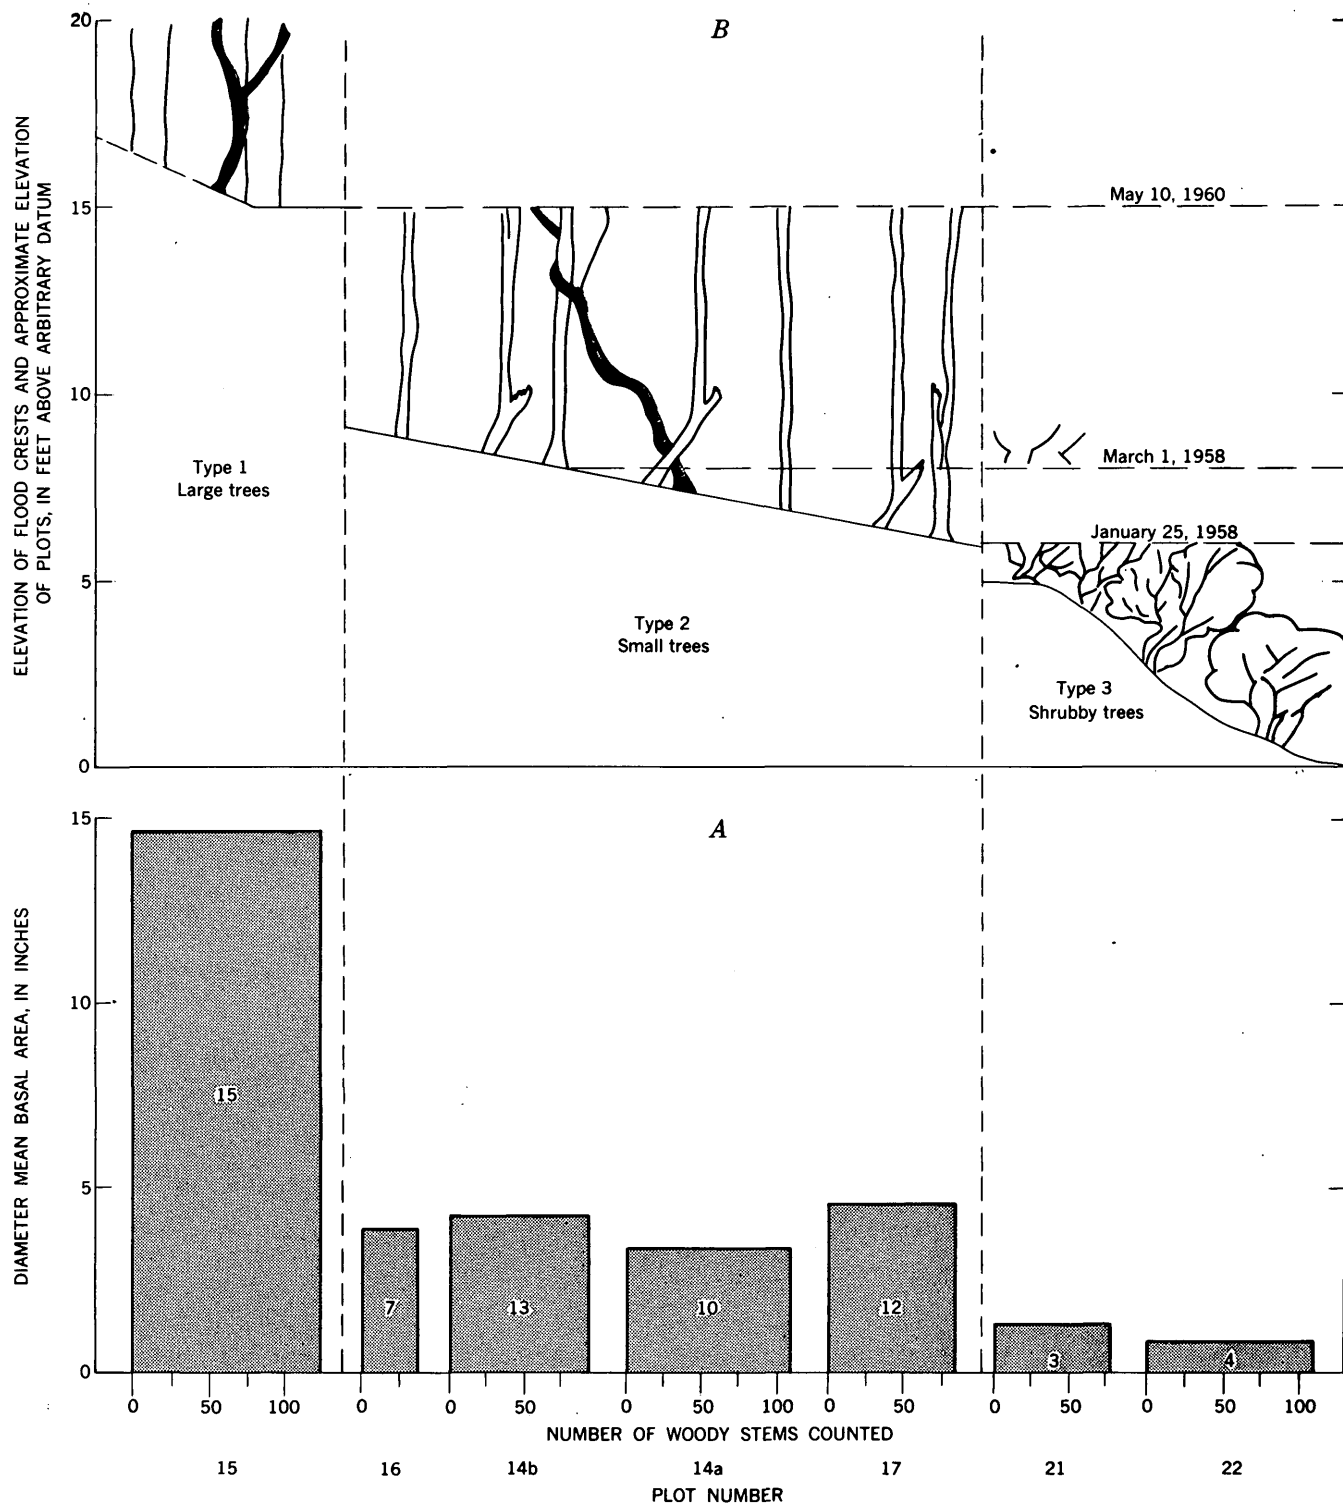 B
ELEVATION OF FLOOD CRESTS AND APPROXIMATE ELEVATION
OF PLOTS, IN FEET ABOVE ARBITRARY DATUM
20
15
10
5
0
May 10, 1960
March 1, 1958
January 25, 1958
Type 1
Large trees
Type 2
Small trees
Type 3
Shrubby trees
A
DIAMETER MEAN BASAL AREA, IN INCHES
15
10
5
0
15
7
13
10
12
3
4
0 50 100 0 0 50 0 50 100 0 50 0 50 0 50 100
NUMBER OF WOODY STEMS COUNTED
15 16 14b 14a 17 21 22
PLOT NUMBER